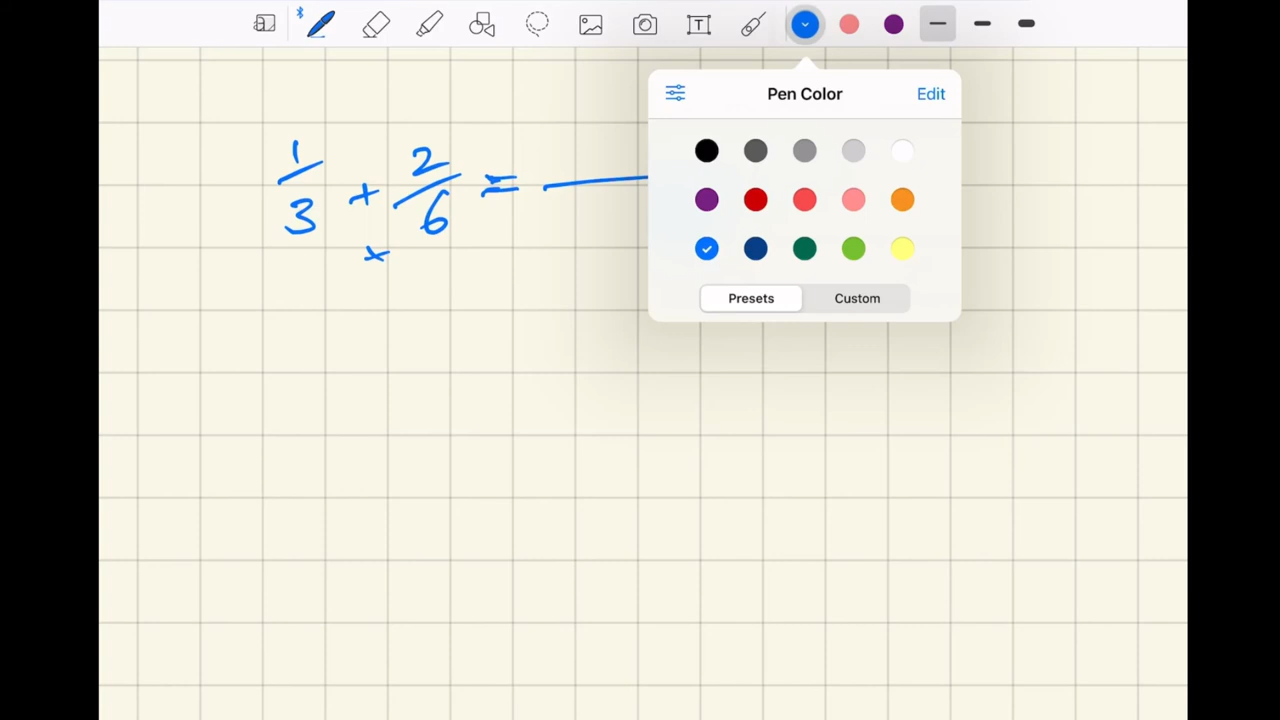 T
Pen Color Edit
1/3 + 2/6 =
×
Presets Custom